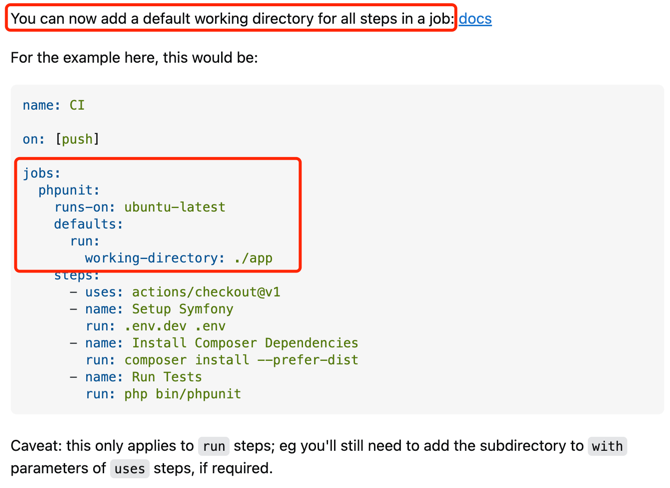 You can now add a default working directory for all steps in a job: docs
For the example here, this would be:
name: CI
on: [push]
jobs:
  phpunit:
    runs-on: ubuntu-latest
    defaults:
      run:
        working-directory: ./app
    steps:
      - uses: actions/checkout@v1
      - name: Setup Symfony
        run: .env.dev .env
      - name: Install Composer Dependencies
        run: composer install --prefer-dist
      - name: Run Tests
        run: php bin/phpunit
Caveat: this only applies to run steps; eg you'll still need to add the subdirectory to with
parameters of uses steps, if required.